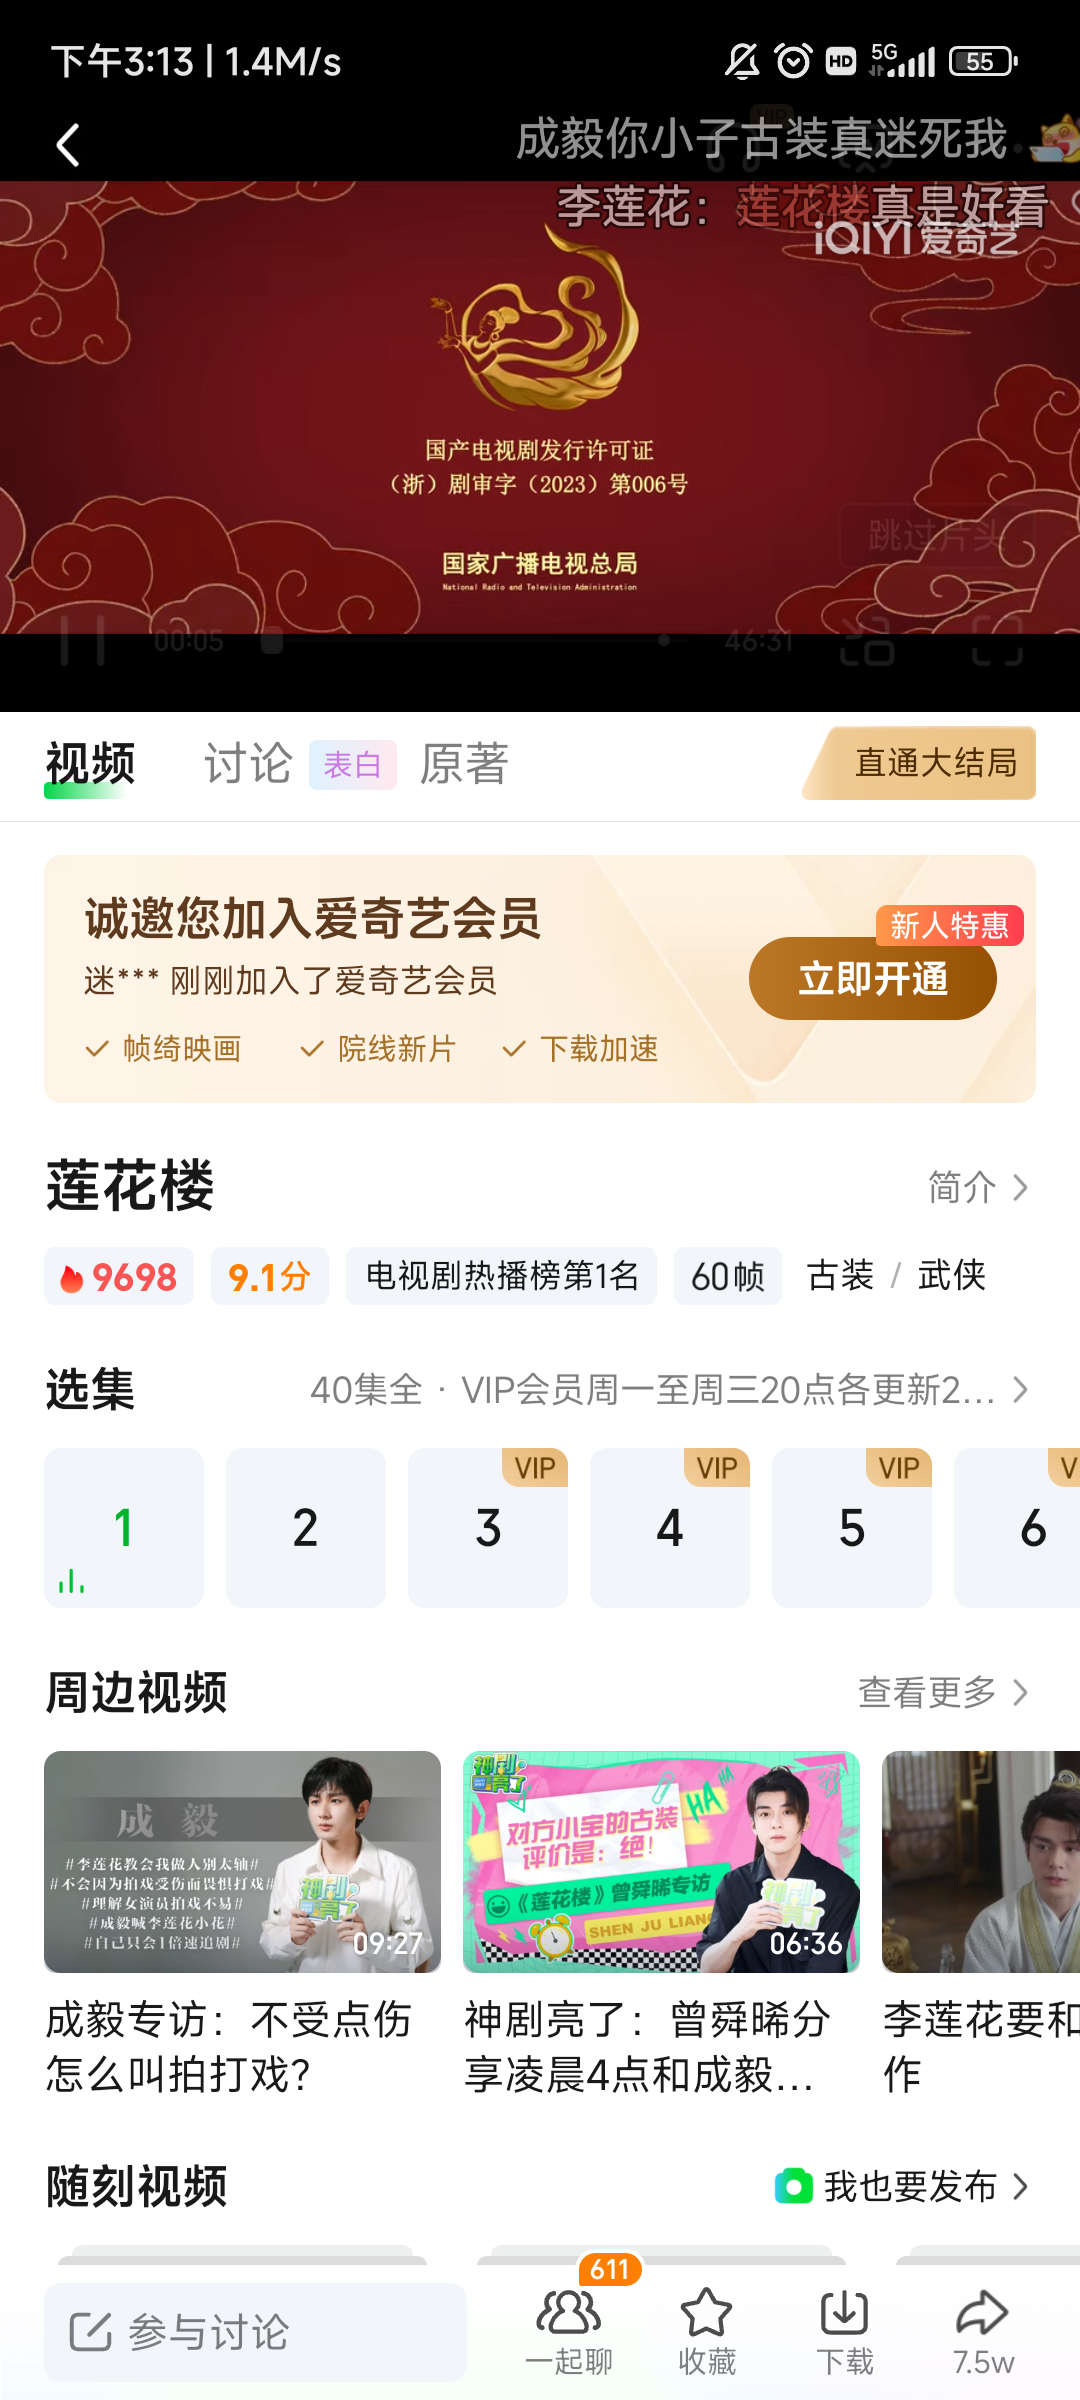 下午3:13 | 1.4M/s
HD
5G
55
VIP
成毅你小子古装真迷死我
李莲花：莲花楼真是好看
iQIYI 爱奇艺
国产电视剧发行许可证
（浙）剧审字（2023）第006号
跳过片头
国家广播电视总局
National Radio and Television Administration
00:05
46:31
视频
讨论
表白
原著
直通大结局
诚邀您加入爱奇艺会员
新人特惠
迷*** 刚刚加入了爱奇艺会员
立即开通
帧绮映画
院线新片
下载加速
莲花楼
简介
9698
9.1分
电视剧热播榜第1名
60帧
古装 / 武侠
选集
40集全 · VIP会员周一至周三20点各更新2...
1
2
3
VIP
4
VIP
5
VIP
6
V
周边视频
查看更多
成毅
#李莲花教会我做人别太轴#
#不会因为拍戏受伤而畏惧打戏#
#理解女演员拍戏不易#
#成毅喊李莲花小花#
#自己只会1倍速追剧#
神剧亮了
09:27
神剧亮了
对方小宝的古装
评价是：绝！
HA HA
《莲花楼》曾舜晞专访
SHEN JU LIANG
神剧亮了
06:36
成毅专访：不受点伤
怎么叫拍打戏？
神剧亮了：曾舜晞分
享凌晨4点和成毅...
李莲花要和
作
随刻视频
我也要发布
参与讨论
611
一起聊
收藏
下载
7.5w